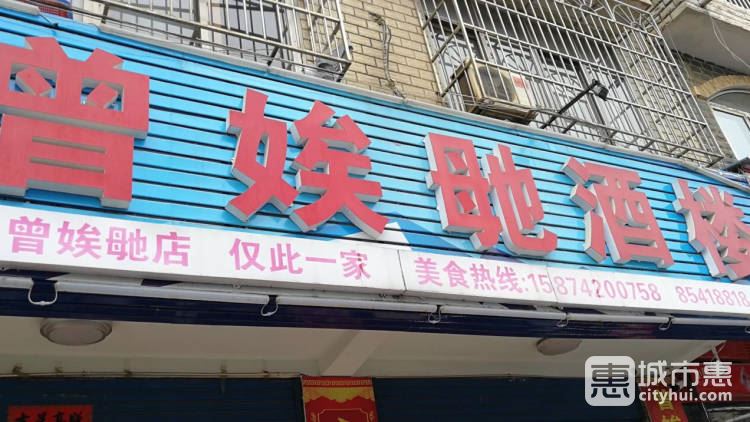 曾娭毑酒楼
曾娭毑店 仅此一家 美食热线:15874200758 85418818
惠 城市惠
cityhui.com